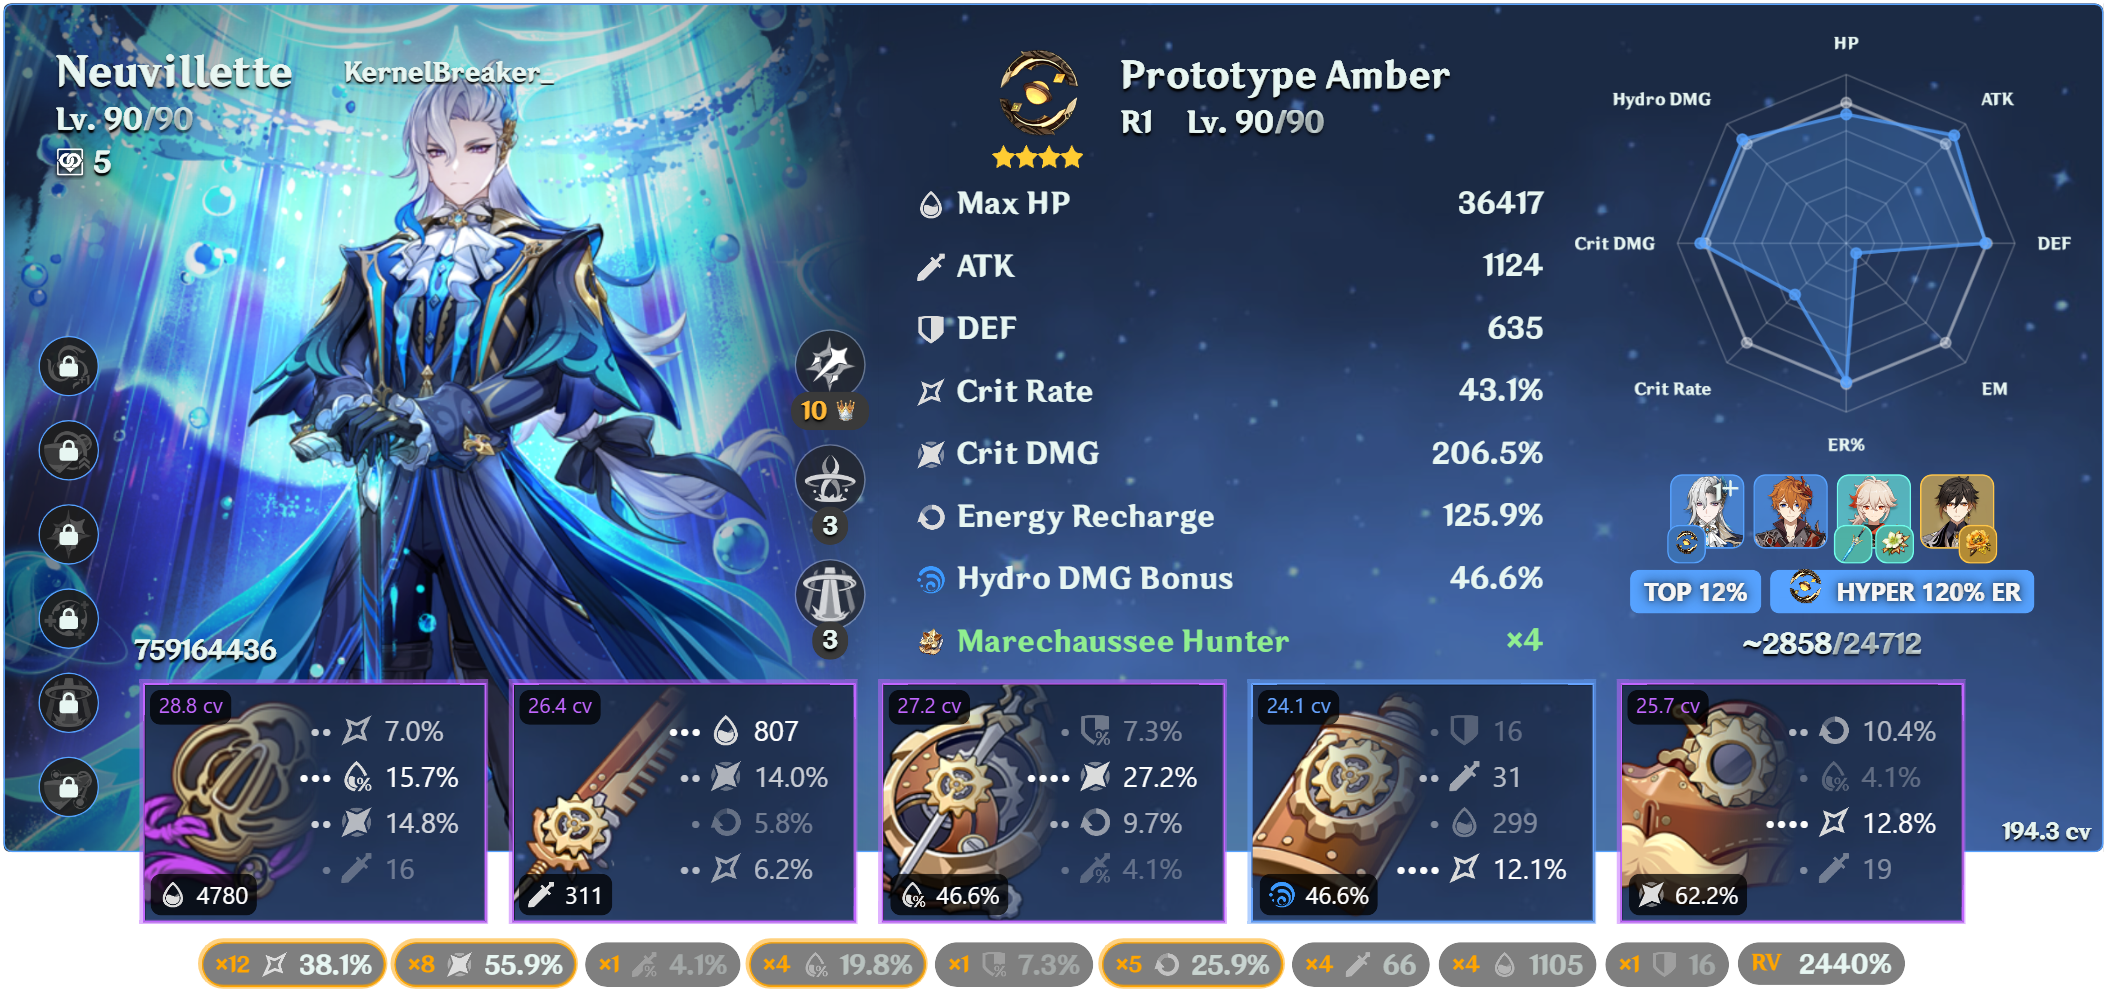 Neuvillette
KernelBreaker_
Lv. 90/90
5
10
3
3
759164436
Prototype Amber
R1 Lv. 90/90
Max HP 36417
ATK 1124
DEF 635
Crit Rate 43.1%
Crit DMG 206.5%
Energy Recharge 125.9%
Hydro DMG Bonus 46.6%
Marechaussee Hunter ×4
HP
ATK
DEF
EM
ER%
Crit Rate
Crit DMG
Hydro DMG
1+
TOP 12%
HYPER 120% ER
~2858/24712
194.3 cv
28.8 cv
7.0%
15.7%
14.8%
16
4780
26.4 cv
807
14.0%
5.8%
6.2%
311
27.2 cv
7.3%
27.2%
9.7%
4.1%
46.6%
24.1 cv
16
31
299
12.1%
46.6%
25.7 cv
10.4%
4.1%
12.8%
19
62.2%
×12 38.1%
×8 55.9%
×1 4.1%
×4 19.8%
×1 7.3%
×5 25.9%
×4 66
×4 1105
×1 16
RV 2440%